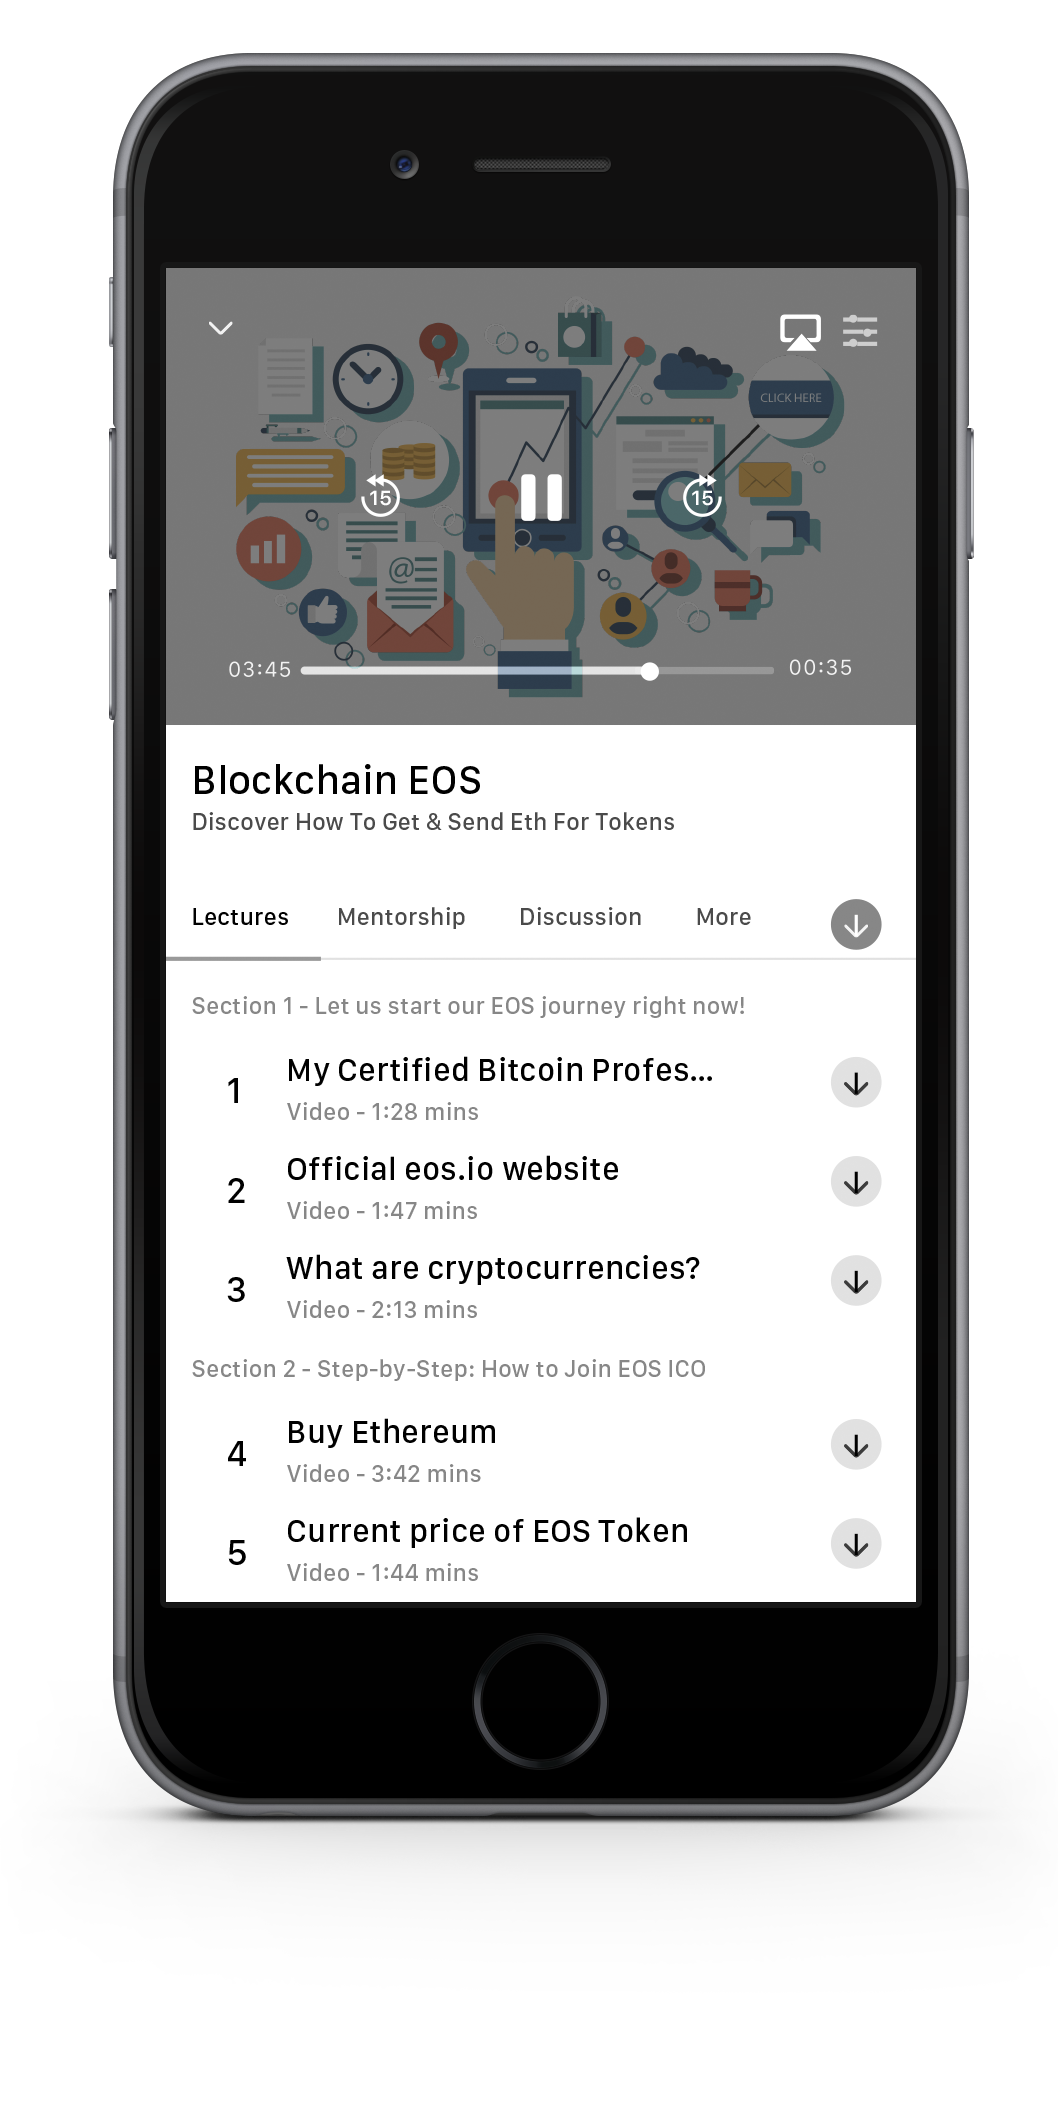 CLICK HERE
15
15
@
03:45
00:35
Blockchain EOS
Discover How To Get & Send Eth For Tokens
Lectures Mentorship Discussion More
Section 1 - Let us start our EOS journey right now!
1
My Certified Bitcoin Profes...
Video - 1:28 mins
2
Official eos.io website
Video - 1:47 mins
3
What are cryptocurrencies?
Video - 2:13 mins
Section 2 - Step-by-Step: How to Join EOS ICO
4
Buy Ethereum
Video - 3:42 mins
5
Current price of EOS Token
Video - 1:44 mins